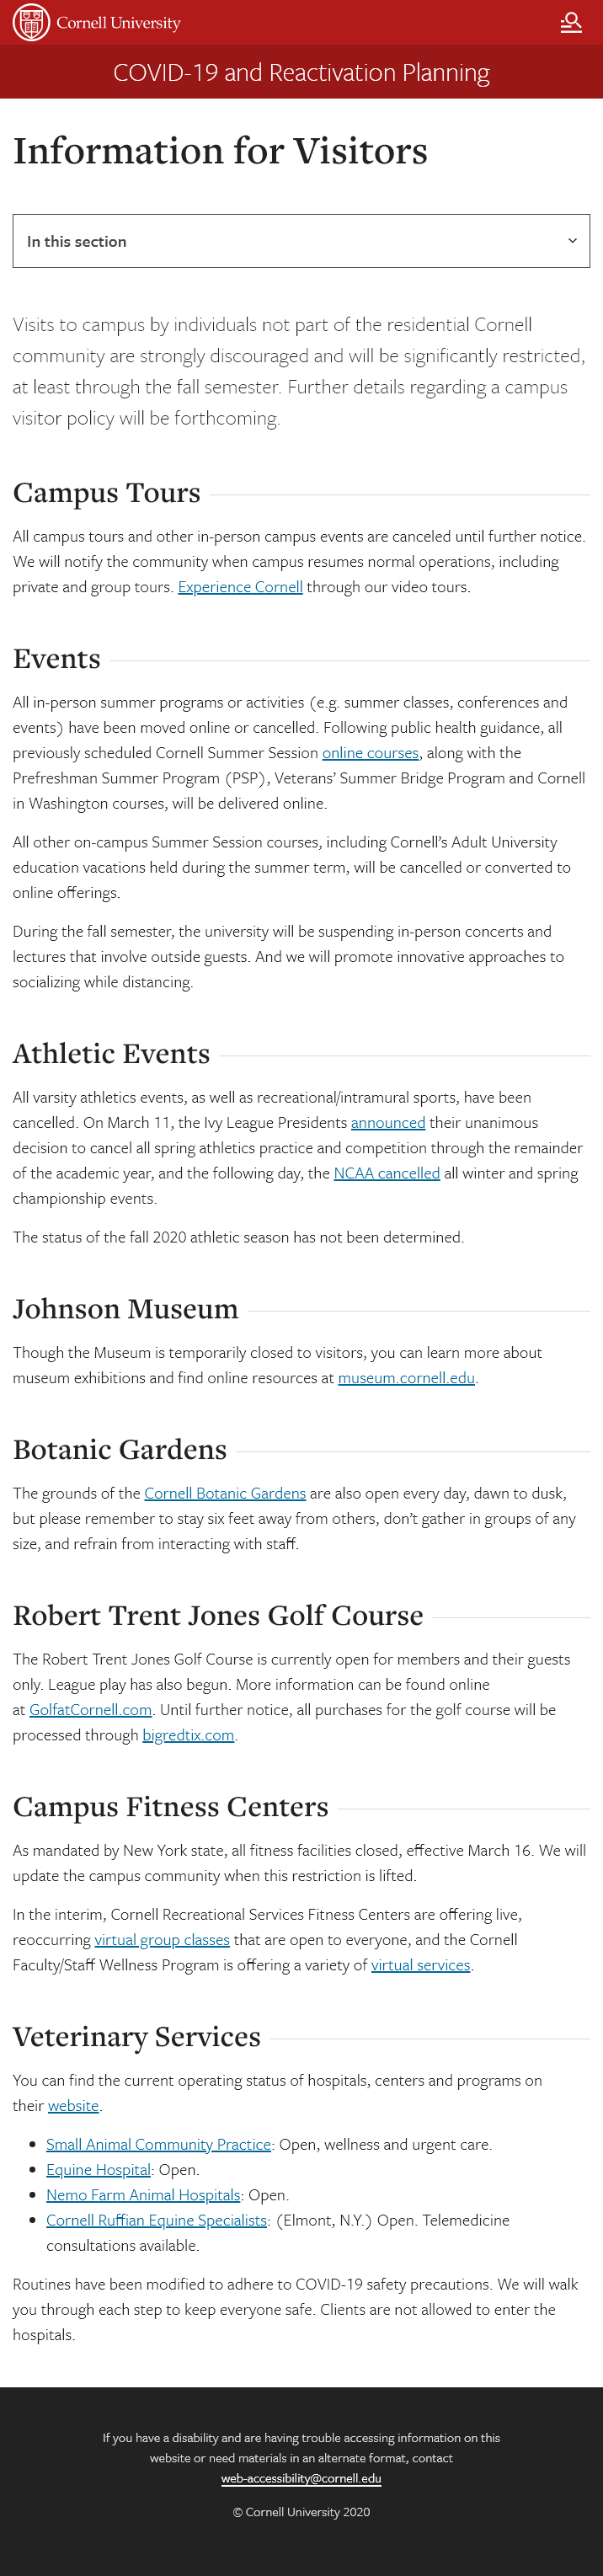 Cornell University
COVID-19 and Reactivation Planning
Information for Visitors
In this section
Visits to campus by individuals not part of the residential Cornell
community are strongly discouraged and will be significantly restricted,
at least through the fall semester. Further details regarding a campus
visitor policy will be forthcoming.
Campus Tours
All campus tours and other in-person campus events are canceled until further notice.
We will notify the community when campus resumes normal operations, including
private and group tours. Experience Cornell through our video tours.
Events
All in-person summer programs or activities (e.g. summer classes, conferences and
events) have been moved online or cancelled. Following public health guidance, all
previously scheduled Cornell Summer Session online courses, along with the
Prefreshman Summer Program (PSP), Veterans’ Summer Bridge Program and Cornell
in Washington courses, will be delivered online.
All other on-campus Summer Session courses, including Cornell’s Adult University
education vacations held during the summer term, will be cancelled or converted to
online offerings.
During the fall semester, the university will be suspending in-person concerts and
lectures that involve outside guests. And we will promote innovative approaches to
socializing while distancing.
Athletic Events
All varsity athletics events, as well as recreational/intramural sports, have been
cancelled. On March 11, the Ivy League Presidents announced their unanimous
decision to cancel all spring athletics practice and competition through the remainder
of the academic year, and the following day, the NCAA cancelled all winter and spring
championship events.
The status of the fall 2020 athletic season has not been determined.
Johnson Museum
Though the Museum is temporarily closed to visitors, you can learn more about
museum exhibitions and find online resources at museum.cornell.edu.
Botanic Gardens
The grounds of the Cornell Botanic Gardens are also open every day, dawn to dusk,
but please remember to stay six feet away from others, don’t gather in groups of any
size, and refrain from interacting with staff.
Robert Trent Jones Golf Course
The Robert Trent Jones Golf Course is currently open for members and their guests
only. League play has also begun. More information can be found online
at GolfatCornell.com. Until further notice, all purchases for the golf course will be
processed through bigredtix.com.
Campus Fitness Centers
As mandated by New York state, all fitness facilities closed, effective March 16. We will
update the campus community when this restriction is lifted.
In the interim, Cornell Recreational Services Fitness Centers are offering live,
reoccurring virtual group classes that are open to everyone, and the Cornell
Faculty/Staff Wellness Program is offering a variety of virtual services.
Veterinary Services
You can find the current operating status of hospitals, centers and programs on
their website.
• Small Animal Community Practice: Open, wellness and urgent care.
• Equine Hospital: Open.
• Nemo Farm Animal Hospitals: Open.
• Cornell Ruffian Equine Specialists: (Elmont, N.Y.) Open. Telemedicine
consultations available.
Routines have been modified to adhere to COVID-19 safety precautions. We will walk
you through each step to keep everyone safe. Clients are not allowed to enter the
hospitals.
If you have a disability and are having trouble accessing information on this
website or need materials in an alternate format, contact
web-accessibility@cornell.edu
© Cornell University 2020